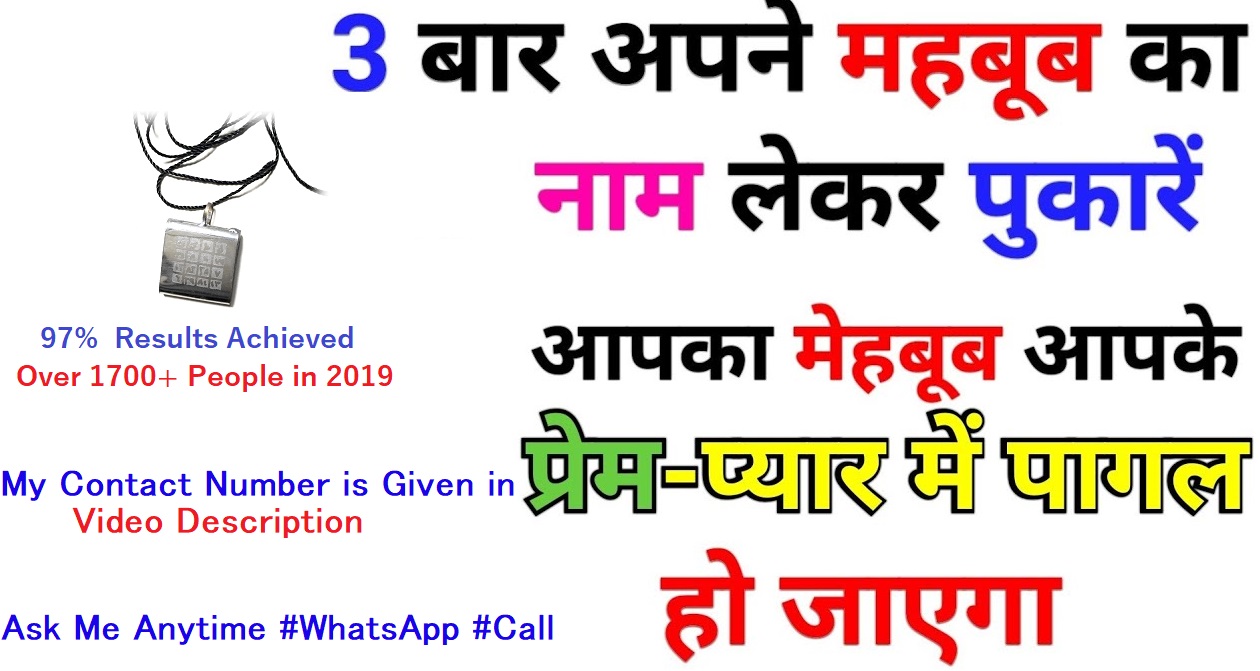 3 बार अपने महबूब का
नाम लेकर पुकारें
97% Results Achieved
Over 1700+ People in 2019
आपका मेहबूब आपके
प्रेम-प्यार में पागल
हो जाएगा
My Contact Number is Given in
Video Description
Ask Me Anytime #WhatsApp #Call